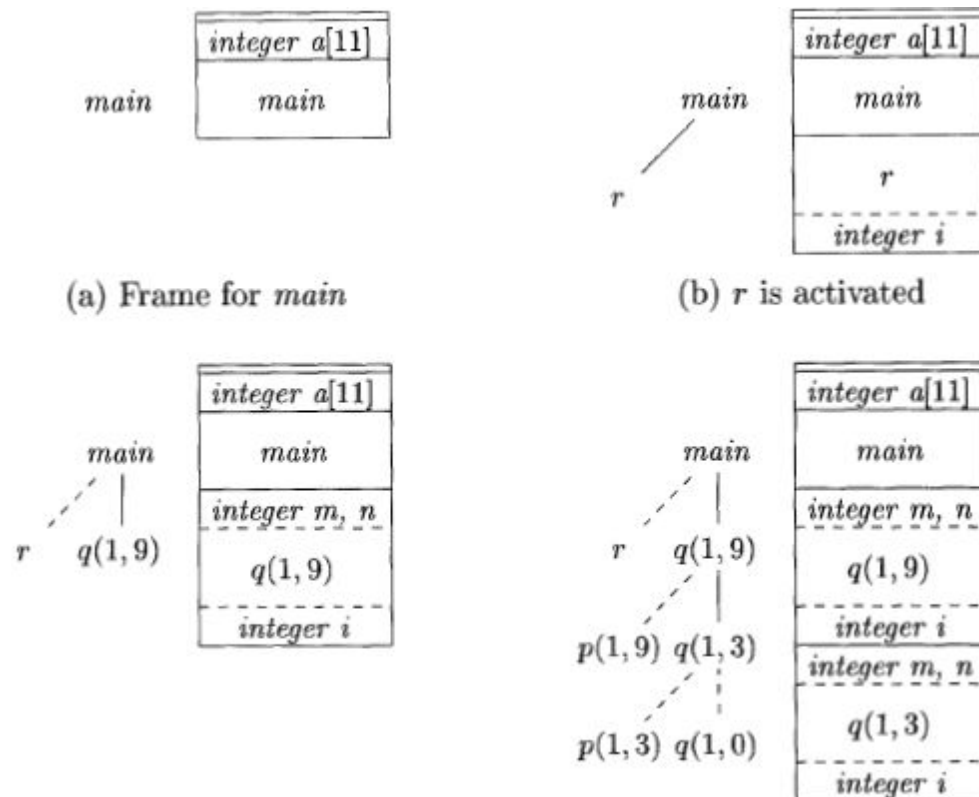 integer a[11]
main
main
integer a[11]
main
main
r
r
integer i
(a) Frame for main
(b) r is activated
integer a[11]
main
main
integer m, n
r q(1, 9)
q(1, 9)
integer i
integer a[11]
main
main
integer m, n
r q(1, 9)
q(1, 9)
integer i
p(1, 9) q(1, 3)
integer m, n
q(1, 3)
p(1, 3) q(1, 0)
integer i